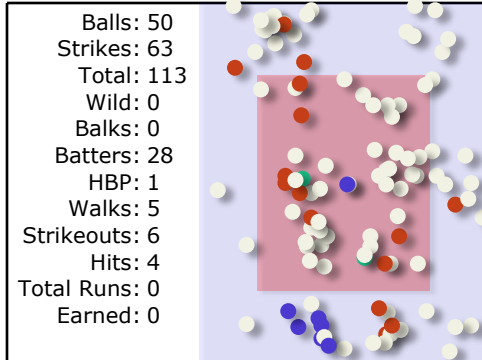 Balls: 50
Strikes: 63
Total: 113
Wild: 0
Balks: 0
Batters: 28
HBP: 1
Walks: 5
Strikeouts: 6
Hits: 4
Total Runs: 0
Earned: 0